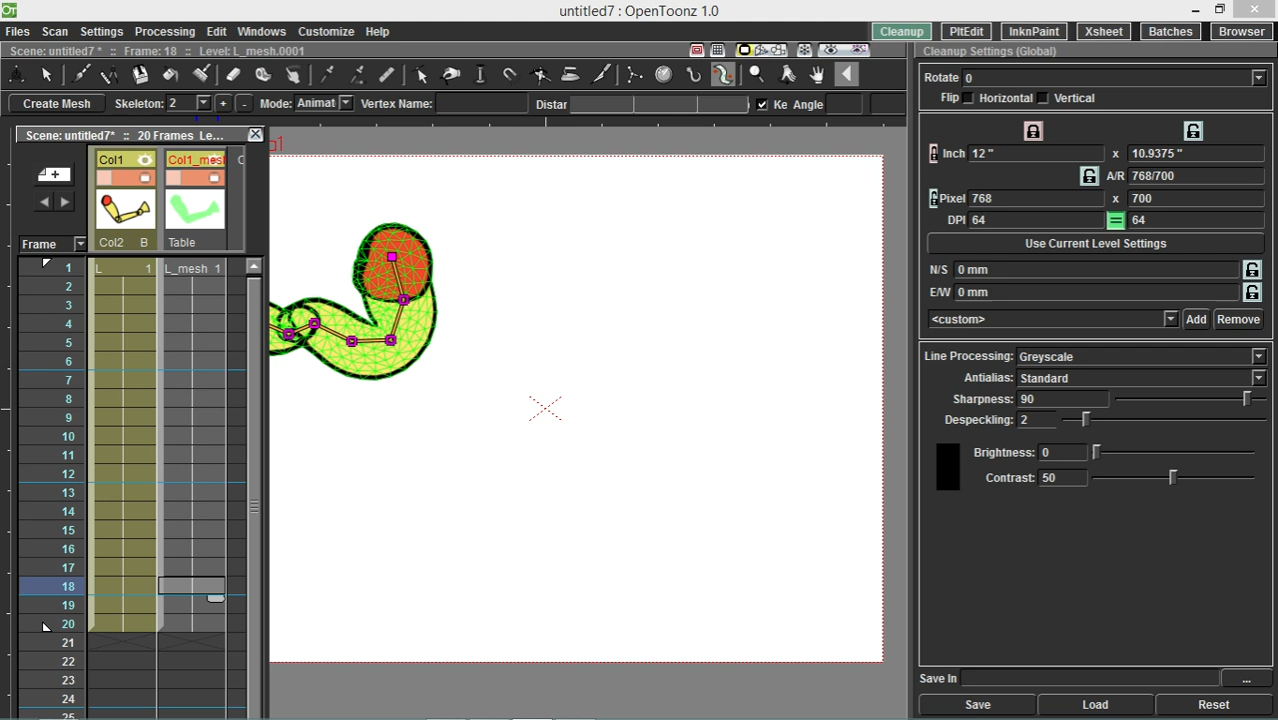 untitled7 : OpenToonz 1.0
Files Scan Settings Processing Edit Windows Customize Help
Cleanup PltEdit InknPaint Xsheet Batches Browser
Scene: untitled7 * :: Frame: 18 :: Level: L_mesh.0001
Cleanup Settings (Global)
Create Mesh Skeleton: 2 + - Mode: Animat Vertex Name: Distar Ke Angle
Rotate 0
Flip Horizontal Vertical
Inch 12 " x 10.9375 "
A/R 768/700
Pixel 768 x 700
DPI 64 64
Use Current Level Settings
N/S 0 mm
E/W 0 mm
<custom> Add Remove
Line Processing: Greyscale
Antialias: Standard
Sharpness: 90
Despeckling: 2
Brightness: 0
Contrast: 50
Save In ...
Save Load Reset
Scene: untitled7* :: 20 Frames Le...
Col1 Col1_mesh
Col2 B Table
Frame
1 L 1 L_mesh 1
2
3
4
5
6
7
8
9
10
11
12
13
14
15
16
17
18
19
20
21
22
23
24
25